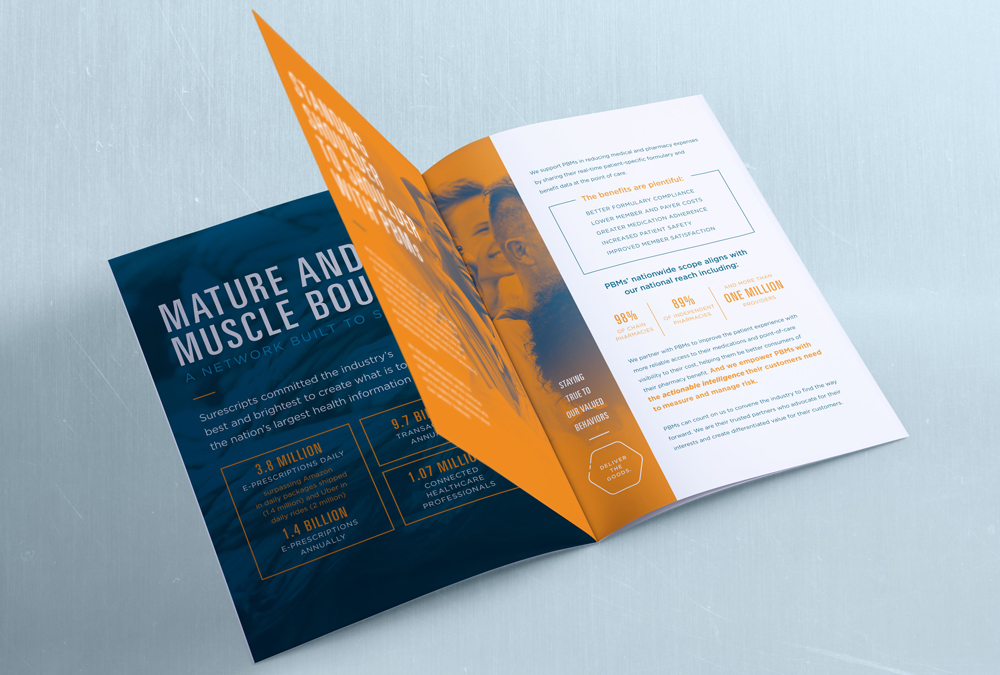 MATURE AND
MUSCLE BOU
A NETWORK BUILT TO S
Surescripts committed the industry's
best and brightest to create what is to
the nation's largest health information
3.8 MILLION
E-PRESCRIPTIONS DAILY
Surpassing Amazon
in daily packages shipped
(1.4 million) and Uber in
daily rides (2 million)
1.4 BILLION
E-PRESCRIPTIONS
ANNUALLY
9.7 BI
TRANSA
ANNU
1.07 MILLIO
CONNECTED
HEALTHCARE
PROFESSIONALS
STANDING
SHOULDER
TO SHOULDER
WITH PBMS
STAYING
TRUE TO
OUR VALUED
BEHAVIORS
DELIVER
THE
GOODS.
We support PBMs in reducing medical and pharmacy expenses
by sharing their real-time patient-specific formulary and
benefit data at the point of care.
The benefits are plentiful:
BETTER FORMULARY COMPLIANCE
LOWER MEMBER AND PAYER COSTS
GREATER MEDICATION ADHERENCE
INCREASED PATIENT SAFETY
IMPROVED MEMBER SATISFACTION
PBMs' nationwide scope aligns with
our national reach including:
98%
OF CHAIN
PHARMACIES
89%
OF INDEPENDENT
PHARMACIES
AND MORE THAN
ONE MILLION
PROVIDERS
We partner with PBMs to improve the patient experience with
more reliable access to their medications and point-of-care
visibility to their cost, helping them be better consumers of
their pharmacy benefit. And we empower PBMs with
the actionable intelligence their customers need
to measure and manage risk.
PBMs can count on us to convene the industry to find the way
forward. We are their trusted partners who advocate for their
interests and create differentiated value for their customers.